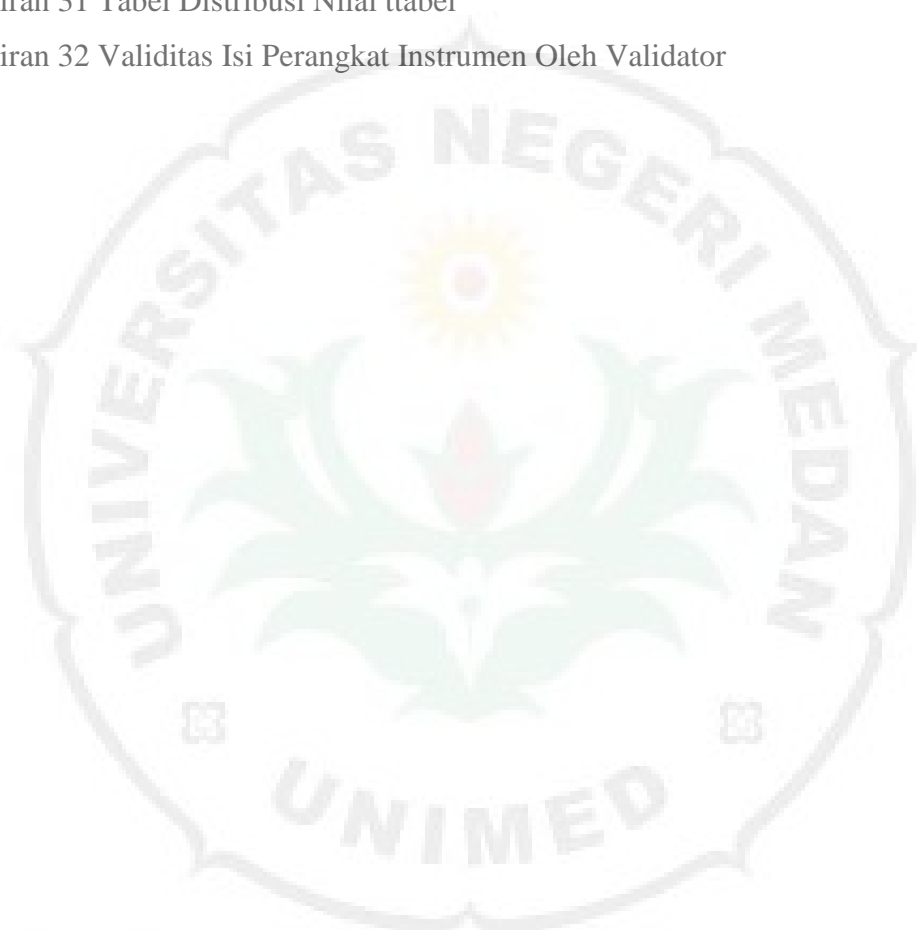 iran 31 Tabel Distribusi Nilai ttabel
iran 32 Validitas Isi Perangkat Instrumen Oleh Validator
UNIVERSITAS NEGERI MEDAN
UNIMED